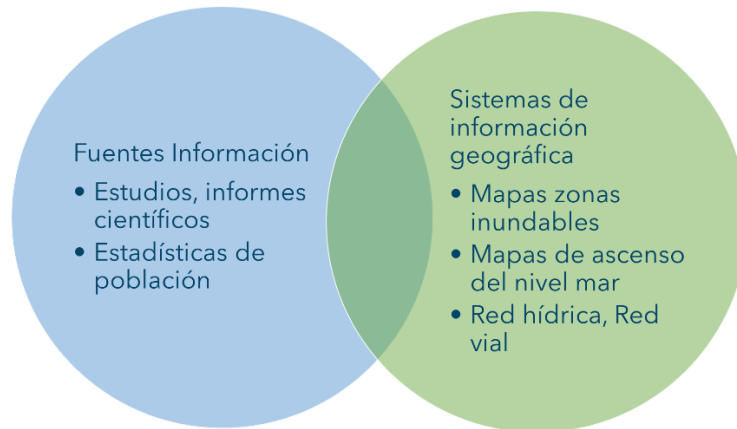 Fuentes Información
• Estudios, informes
científicos
• Estadísticas de
población
Sistemas de
información
geográfica
• Mapas zonas
inundables
• Mapas de ascenso
del nivel mar
• Red hídrica, Red
vial